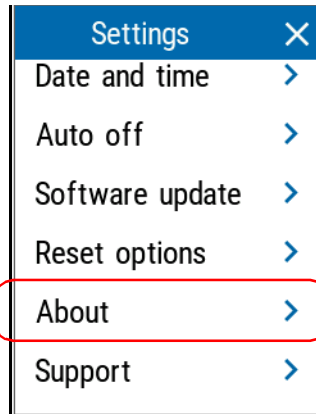 Settings
Date and time
Auto off
Software update
Reset options
About
Support